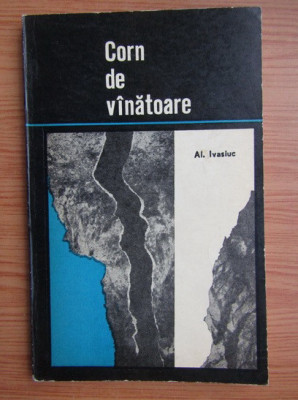 Corn
de
vînătoare
Al. Ivasiuc